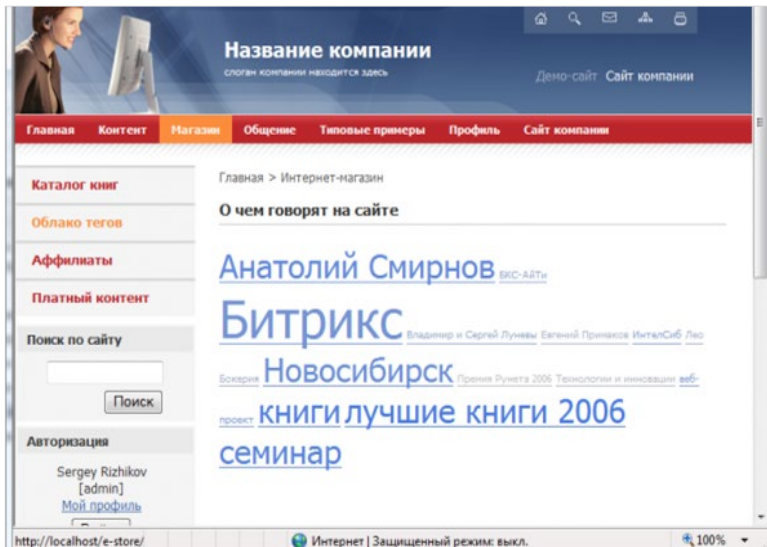 Название компании
слоган компании находится здесь
Демо-сайт Сайт компании
Главная Контент Магазин Общение Типовые примеры Профиль Сайт компании
Каталог книг
Облако тегов
Аффилиаты
Платный контент
Поиск по сайту
Поиск
Авторизация
Sergey Rizhikov
[admin]
Мой профиль
Главная > Интернет-магазин
О чем говорят на сайте
Анатолий Смирнов БКС-АйТи
Битрикс Владимир и Сергей Луневы Евгений Примаков ИнтелСиб Лео
Бокерия Новосибирск Премия Рунета 2006 Технологии и инновации веб-
проект книги лучшие книги 2006
семинар
http://localhost/e-store/ Интернет | Защищенный режим: выкл. 100%